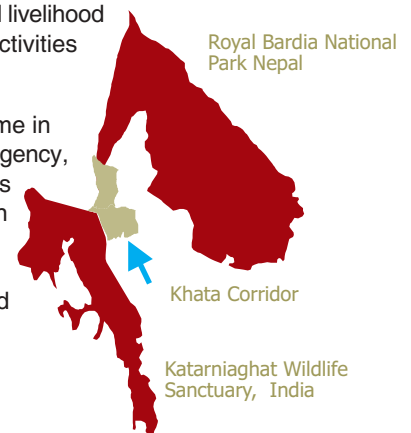 l livelihood
ctivities
me in
gency,
s
n
d
Royal Bardia National
Park Nepal
Khata Corridor
Katarniaghat Wildlife
Sanctuary, India